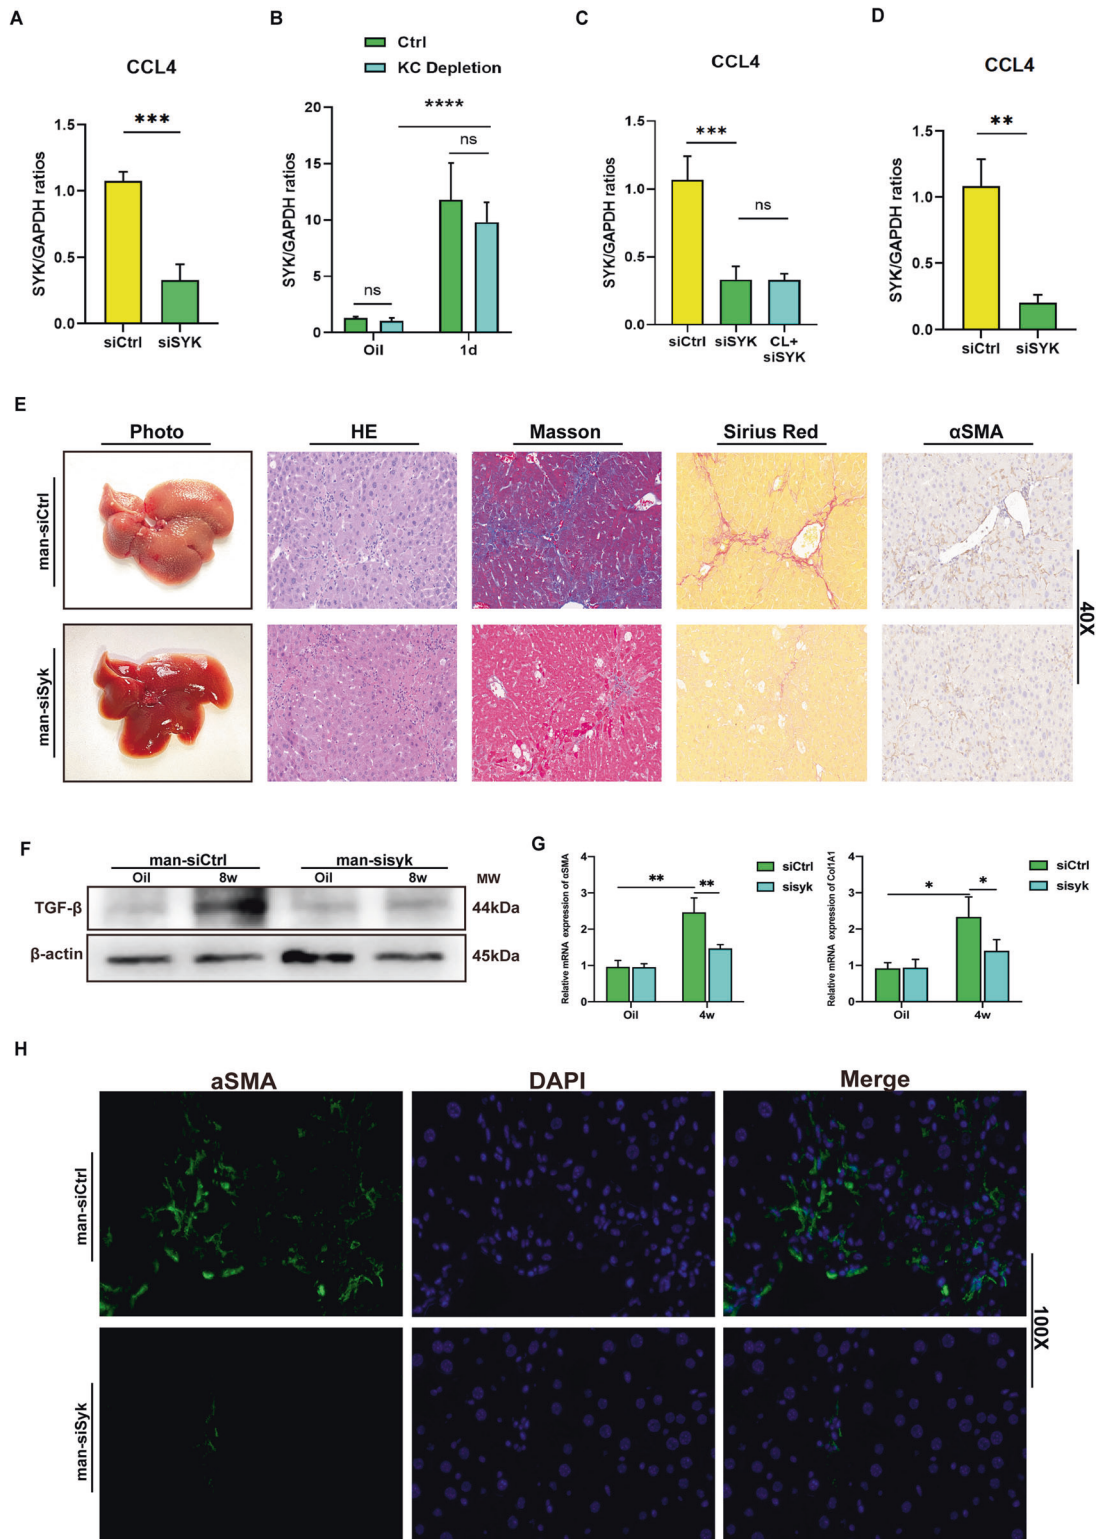 A
CCL4
***
SYK/GAPDH ratios
1.5
1.0
0.5
0.0
siCtrl siSYK
B
Ctrl
KC Depletion
****
ns
ns
SYK/GAPDH ratios
20
15
10
5
0
Oil 1d
C
CCL4
***
ns
SYK/GAPDH ratios
1.5
1.0
0.5
0.0
siCtrl siSYK CL+
siSYK
D
CCL4
**
SYK/GAPDH ratios
1.5
1.0
0.5
0.0
siCtrl siSYK
E
Photo HE Masson Sirius Red αSMA
man-siCtrl
man-siSyk
40X
F
man-siCtrl man-sisyk
Oil 8w Oil 8w MW
TGF-β 44kDa
β-actin 45kDa
G
siCtrl
sisyk
** **
Relative mRNA expression of αSMA
4
3
2
1
0
Oil 4w
siCtrl
sisyk
* *
Relative mRNA expression of Col1A1
4
3
2
1
0
Oil 4w
H
aSMA DAPI Merge
man-siCtrl
man-siSyk
100X